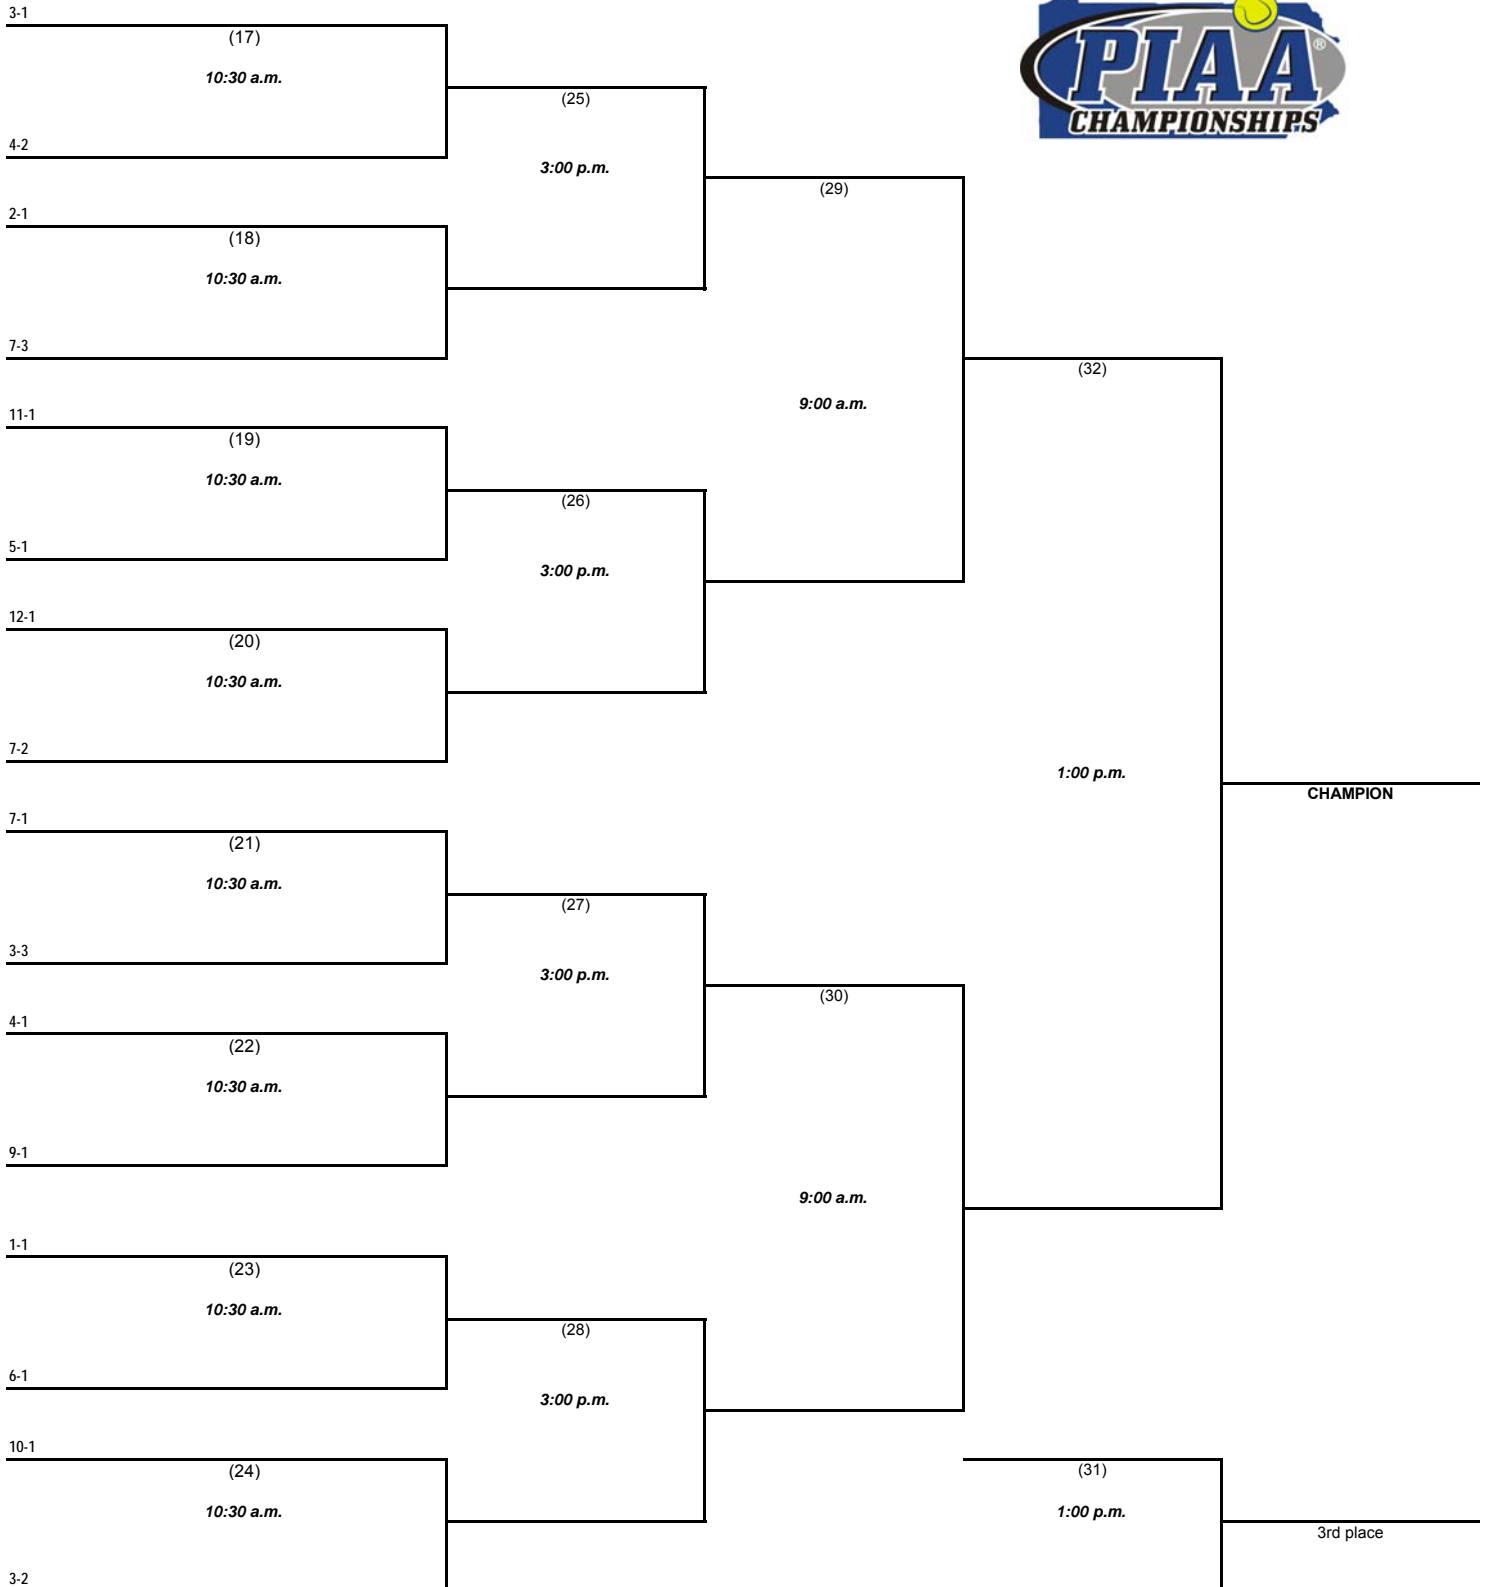 3-1
(17)
10:30 a.m.
4-2
2-1
(18)
10:30 a.m.
7-3
11-1
(19)
10:30 a.m.
5-1
12-1
(20)
10:30 a.m.
7-2
7-1
(21)
10:30 a.m.
3-3
4-1
(22)
10:30 a.m.
9-1
1-1
(23)
10:30 a.m.
6-1
10-1
(24)
10:30 a.m.
3-2
(25)
3:00 p.m.
(26)
3:00 p.m.
(27)
3:00 p.m.
(28)
3:00 p.m.
(29)
9:00 a.m.
(30)
9:00 a.m.
PIAA®
CHAMPIONSHIPS
(32)
1:00 p.m.
CHAMPION
(31)
1:00 p.m.
3rd place